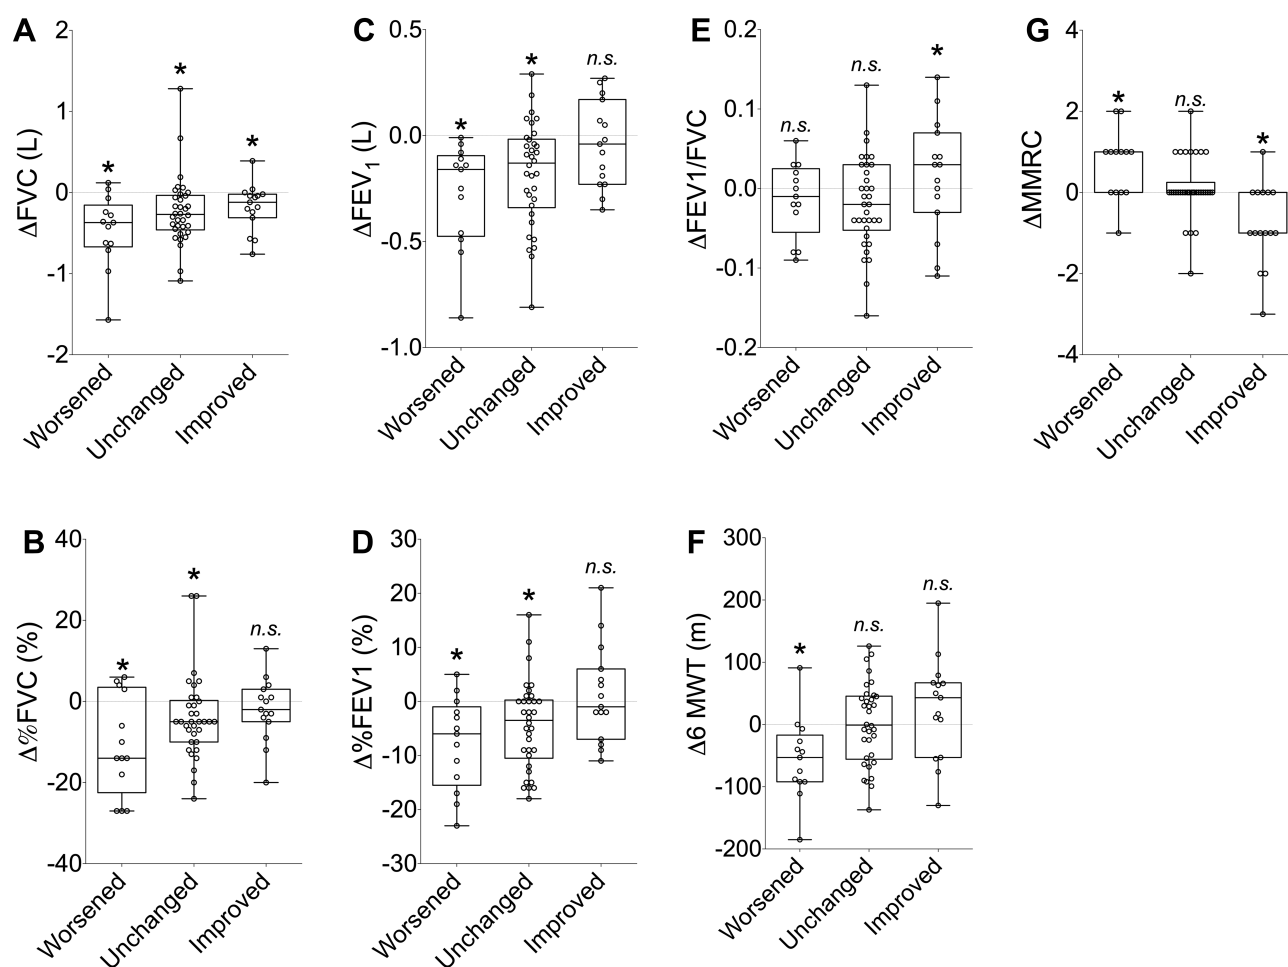 A
ΔFVC (L)
2
1
0
-1
-2
*
*
*
Worsened
Unchanged
Improved
C
ΔFEV1 (L)
0.5
0.0
-0.5
-1.0
*
*
n.s.
Worsened
Unchanged
Improved
E
ΔFEV1/FVC
0.2
0.1
0.0
-0.1
-0.2
n.s.
n.s.
*
Worsened
Unchanged
Improved
G
ΔMMRC
4
2
0
-2
-4
*
n.s.
*
Worsened
Unchanged
Improved
B
Δ%FVC (%)
40
20
0
-20
-40
*
*
n.s.
Worsened
Unchanged
Improved
D
Δ%FEV1 (%)
30
20
10
0
-10
-20
-30
*
*
n.s.
Worsened
Unchanged
Improved
F
Δ6 MWT (m)
300
200
100
0
-100
-200
*
n.s.
n.s.
Worsened
Unchanged
Improved